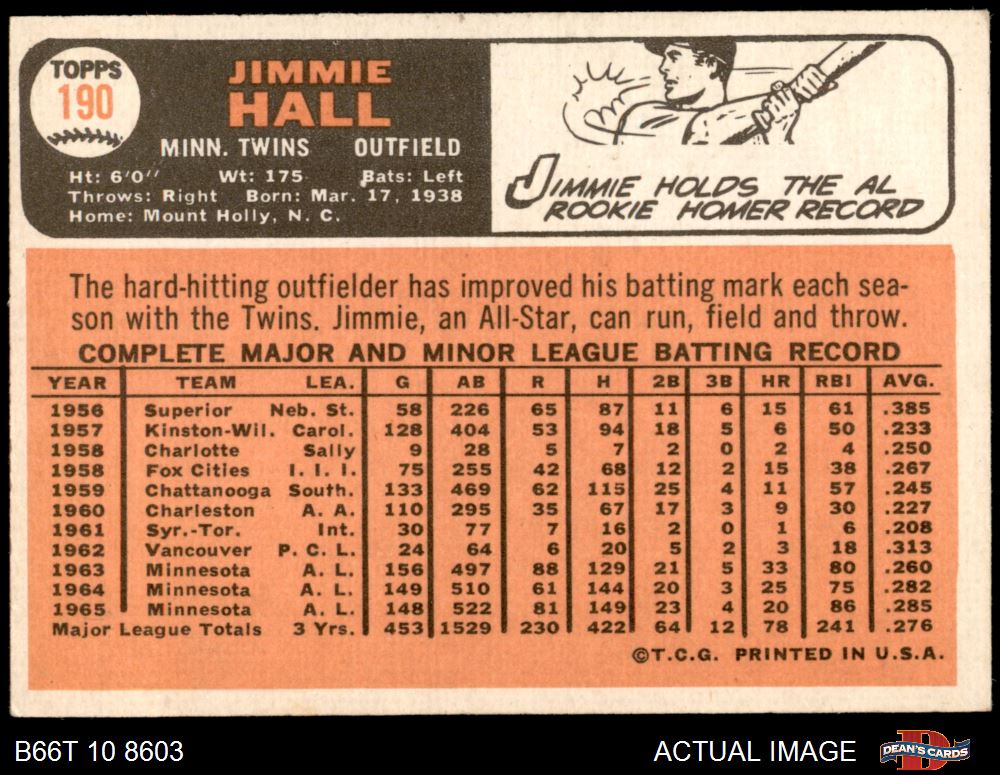 TOPPS
190
JIMMIE
HALL
MINN. TWINS OUTFIELD
Ht: 6'0" Wt: 175 Bats: Left
Throws: Right Born: Mar. 17, 1938
Home: Mount Holly, N. C.
JIMMIE HOLDS THE AL
ROOKIE HOMER RECORD
The hard-hitting outfielder has improved his batting mark each sea-
son with the Twins. Jimmie, an All-Star, can run, field and throw.
COMPLETE MAJOR AND MINOR LEAGUE BATTING RECORD
YEAR TEAM LEA. G AB R H 2B 3B HR RBI AVG.
1956 Superior Neb. St. 58 226 65 87 11 6 15 61 .385
1957 Kinston-Wil. Carol. 128 404 53 94 18 5 6 50 .233
1958 Charlotte Sally 9 28 5 7 2 0 2 4 .250
1958 Fox Cities I. I. I. 75 255 42 68 12 2 15 38 .267
1959 Chattanooga South. 133 469 62 115 25 4 11 57 .245
1960 Charleston A. A. 110 295 35 67 17 3 9 30 .227
1961 Syr.-Tor. Int. 30 77 7 16 2 0 1 6 .208
1962 Vancouver P. C. L. 24 64 6 20 5 2 3 18 .313
1963 Minnesota A. L. 156 497 88 129 21 5 33 80 .260
1964 Minnesota A. L. 149 510 61 144 20 3 25 75 .282
1965 Minnesota A. L. 148 522 81 149 23 4 20 86 .285
Major League Totals 3 Yrs. 453 1529 230 422 64 12 78 241 .276
©T.C.G. PRINTED IN U.S.A.
B66T 10 8603 ACTUAL IMAGE DEAN'S CARDS